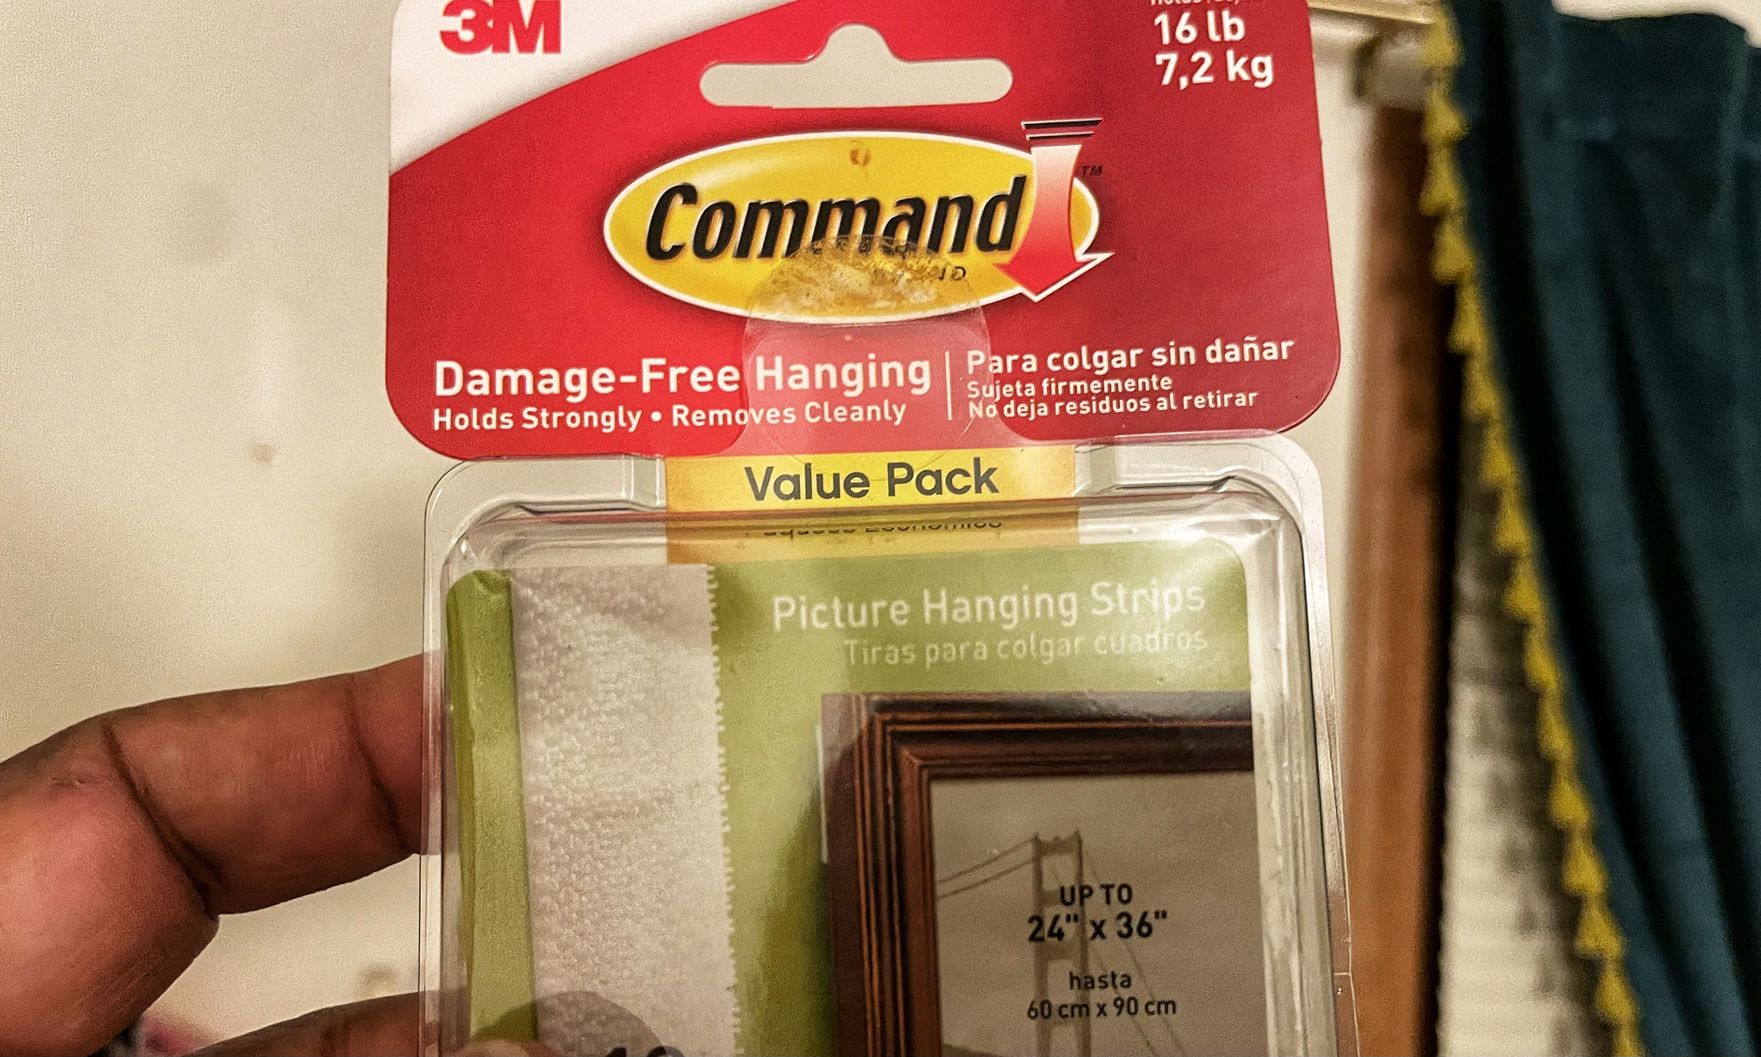 3M
16 lb
7,2 kg
Command
™
Damage-Free Hanging
Holds Strongly • Removes Cleanly
Para colgar sin dañar
Sujeta firmemente
No deja residuos al retirar
Value Pack
Picture Hanging Strips
Tiras para colgar cuadros
UP TO
24" x 36"
hasta
60 cm x 90 cm